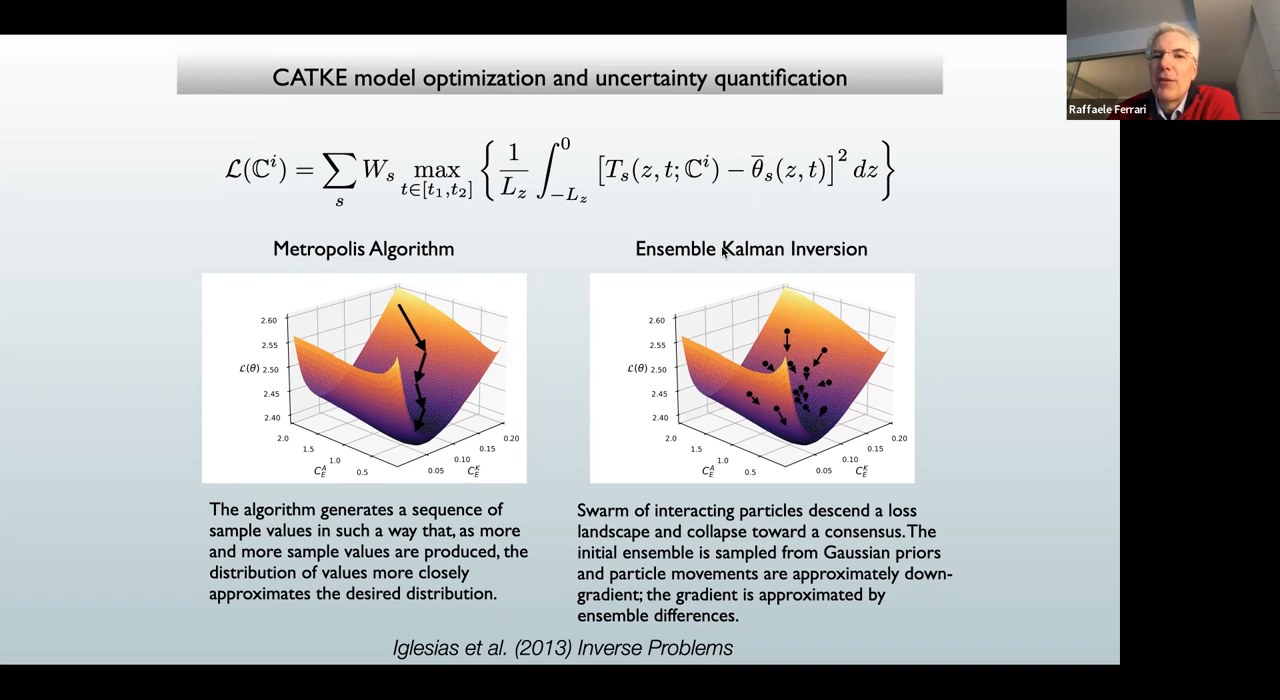 CATKE model optimization and uncertainty quantification
Raffaele Ferrari
ℒ(ℂⁱ) = ∑ₛ Wₛ max_{t∈[t₁,t₂]} { 1/L_z ∫_{-L_z}^{0} [Tₛ(z, t; ℂⁱ) − θ̅ₛ(z, t)]² dz }
Metropolis Algorithm
Ensemble Kalman Inversion
2.60
2.55
ℒ(θ) 2.50
2.45
2.40
2.0
1.5
1.0
0.5
C_E^A
0.05
0.10
0.15
0.20
C_E^K
2.60
2.55
ℒ(θ) 2.50
2.45
2.40
2.0
1.5
1.0
0.5
C_E^A
0.05
0.10
0.15
0.20
C_E^K
The algorithm generates a sequence of
sample values in such a way that, as more
and more sample values are produced, the
distribution of values more closely
approximates the desired distribution.
Swarm of interacting particles descend a loss
landscape and collapse toward a consensus. The
initial ensemble is sampled from Gaussian priors
and particle movements are approximately down-
gradient; the gradient is approximated by
ensemble differences.
Iglesias et al. (2013) Inverse Problems